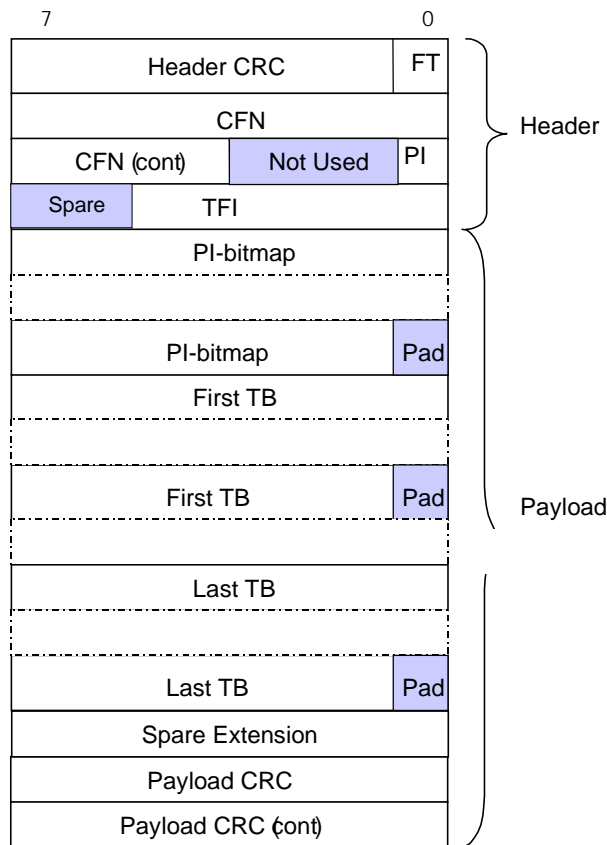 7 0
Header CRC FT
CFN
Header
CFN (cont) Not Used PI
Spare TFI
PI-bitmap
PI-bitmap Pad
First TB
First TB Pad
Payload
Last TB
Last TB Pad
Spare Extension
Payload CRC
Payload CRC (cont)